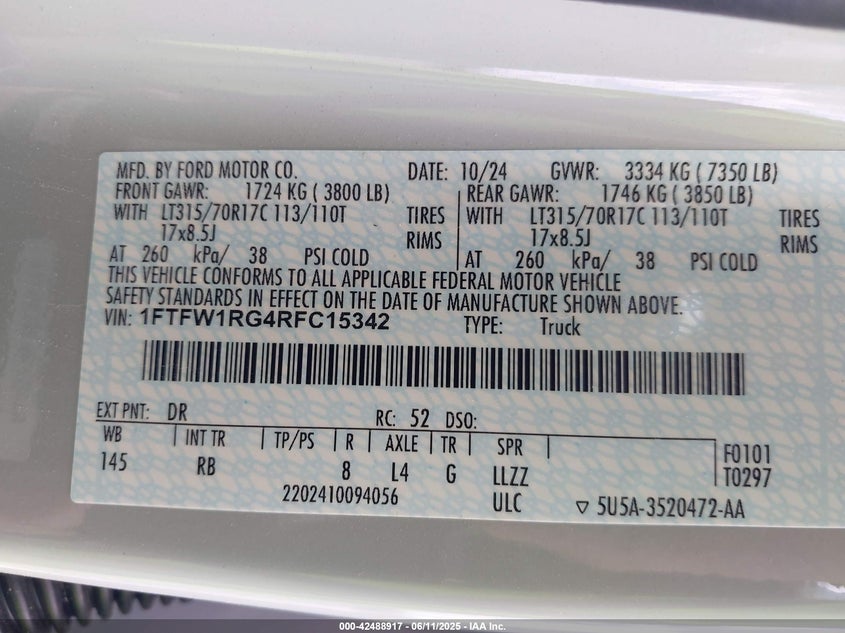 MFD. BY FORD MOTOR CO. DATE: 10/24 GVWR: 3334 KG ( 7350 LB)
FRONT GAWR: 1724 KG ( 3800 LB) REAR GAWR: 1746 KG ( 3850 LB)
WITH LT315/70R17C 113/110T TIRES WITH LT315/70R17C 113/110T TIRES
17x8.5J RIMS 17x8.5J RIMS
AT 260 kPa/ 38 PSI COLD AT 260 kPa/ 38 PSI COLD
THIS VEHICLE CONFORMS TO ALL APPLICABLE FEDERAL MOTOR VEHICLE
SAFETY STANDARDS IN EFFECT ON THE DATE OF MANUFACTURE SHOWN ABOVE.
VIN: 1FTFW1RG4RFC15342 TYPE: Truck
EXT PNT: DR RC: 52 DSO:
WB INT TR TP/PS R AXLE TR SPR F0101
145 RB 8 L4 G LLZZ T0297
2202410094056 ULC ▽ 5U5A-3520472-AA
000-42488917 - 06/11/2025 - IAA Inc.